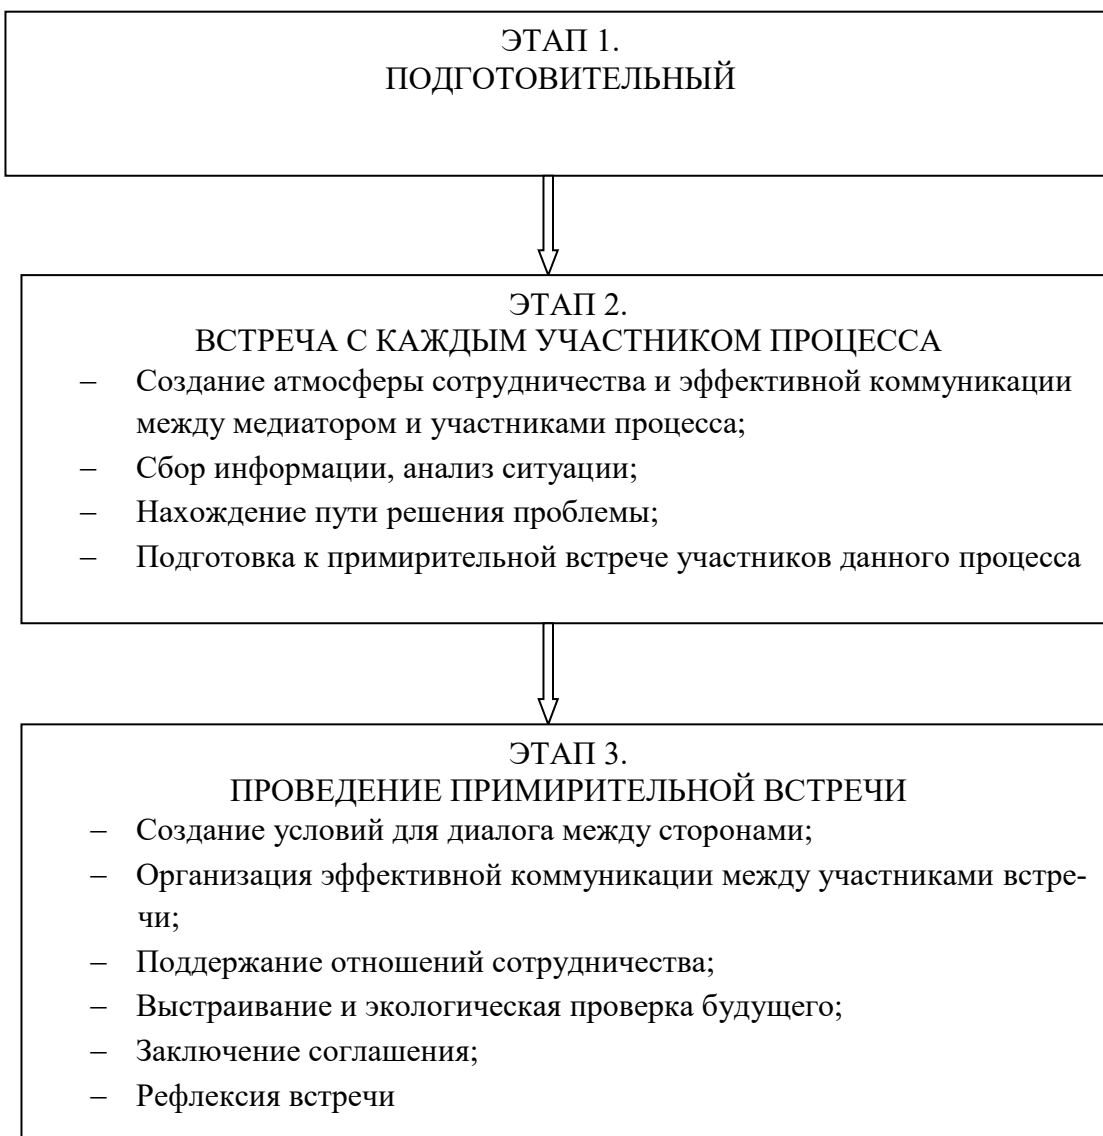 ЭТАП 1.
ПОДГОТОВИТЕЛЬНЫЙ
ЭТАП 2.
ВСТРЕЧА С КАЖДЫМ УЧАСТНИКОМ ПРОЦЕССА
– Создание атмосферы сотрудничества и эффективной коммуникации
между медиатором и участниками процесса;
– Сбор информации, анализ ситуации;
– Нахождение пути решения проблемы;
– Подготовка к примирительной встрече участников данного процесса
ЭТАП 3.
ПРОВЕДЕНИЕ ПРИМИРИТЕЛЬНОЙ ВСТРЕЧИ
– Создание условий для диалога между сторонами;
– Организация эффективной коммуникации между участниками встре-
чи;
– Поддержание отношений сотрудничества;
– Выстраивание и экологическая проверка будущего;
– Заключение соглашения;
– Рефлексия встречи